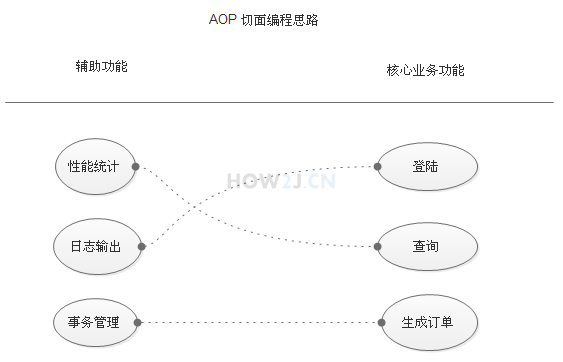 AOP 切面编程思路
辅助功能
核心业务功能
性能统计
登陆
HOW2J.CN
日志输出
查询
事务管理
生成订单